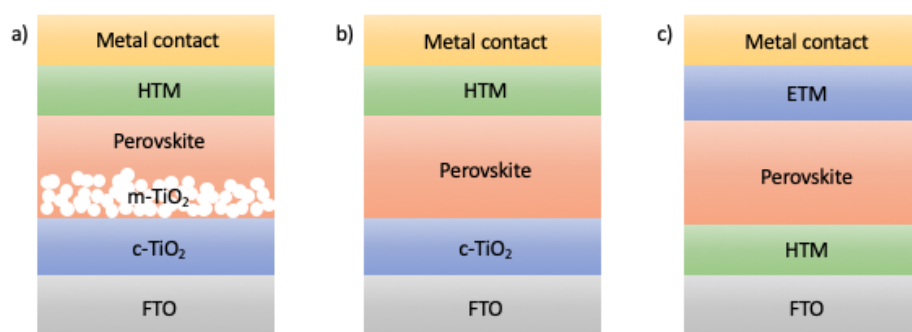 a)
Metal contact
HTM
Perovskite
m-TiO₂
c-TiO₂
FTO
b)
Metal contact
HTM
Perovskite
c-TiO₂
FTO
c)
Metal contact
ETM
Perovskite
HTM
FTO